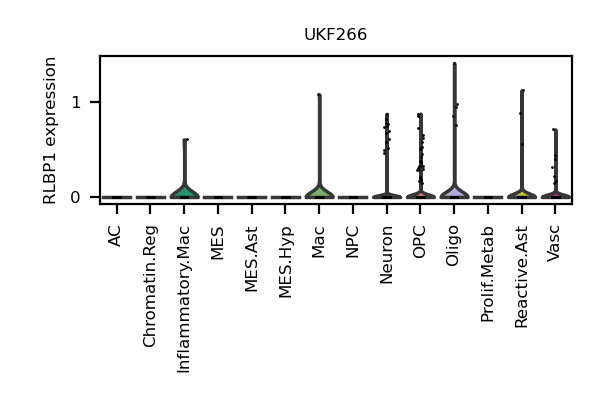 UKF266
RLBP1 expression
1
0
AC
Chromatin.Reg
Inflammatory.Mac
MES
MES.Ast
MES.Hyp
Mac
NPC
Neuron
OPC
Oligo
Prolif.Metab
Reactive.Ast
Vasc